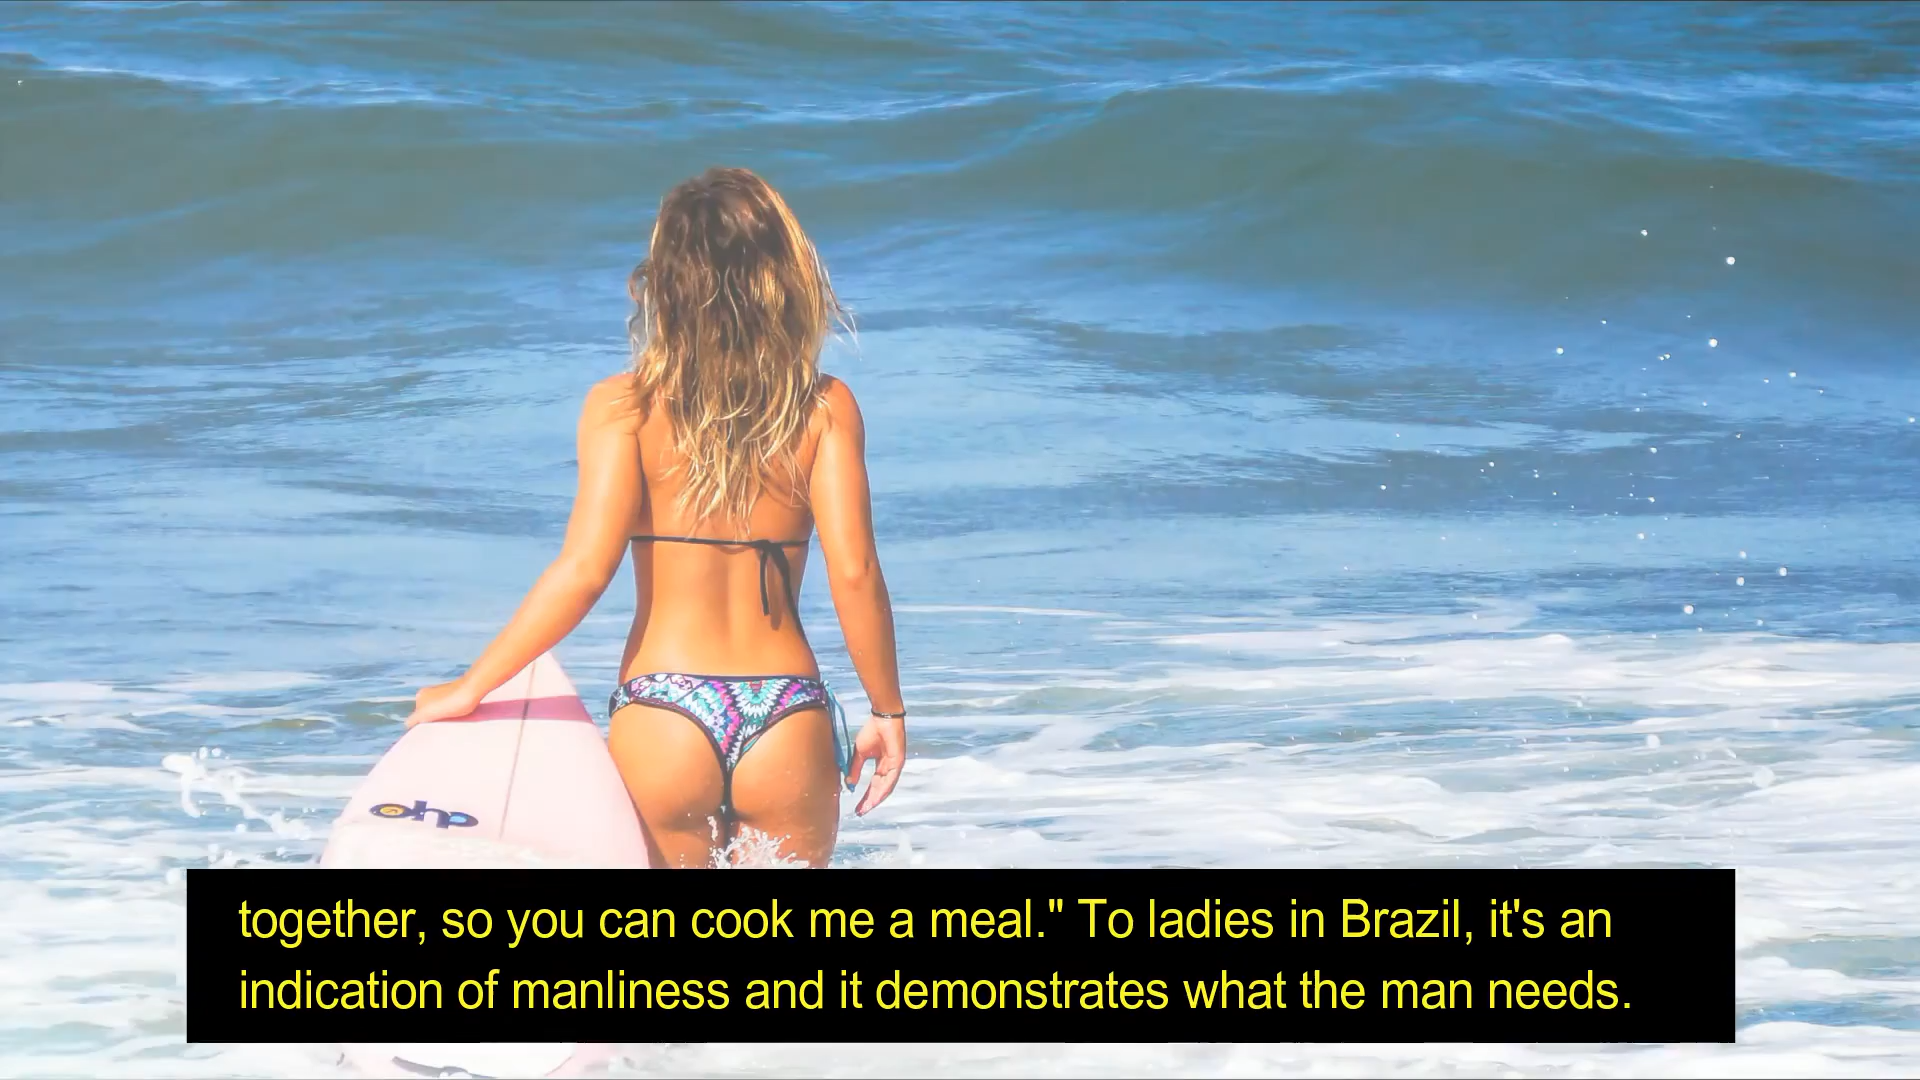 ohp
together, so you can cook me a meal." To ladies in Brazil, it's an
indication of manliness and it demonstrates what the man needs.